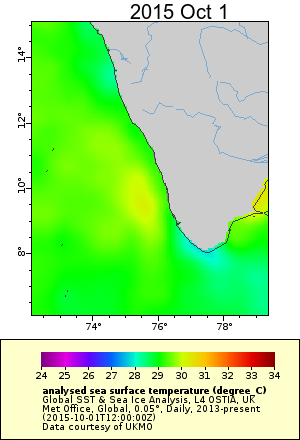 2015 Oct 1
14°
12°
10°
8°
74° 76° 78°
24 25 26 27 28 29 30 31 32 33 34
analysed sea surface temperature (degree_C)
Global SST & Sea Ice Analysis, L4 OSTIA, UK
Met Office, Global, 0.05°, Daily, 2013-present
(2015-10-01T12:00:00Z)
Data courtesy of UKMO